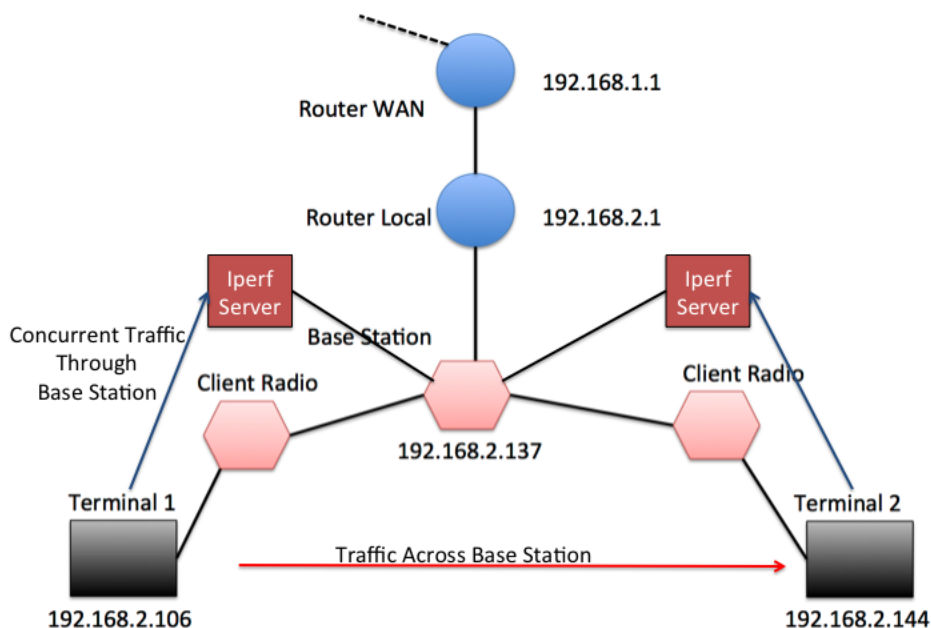 192.168.1.1
Router WAN
Router Local
192.168.2.1
Iperf
Server
Iperf
Server
Concurrent Traffic
Through
Base Station
Base Station
Client Radio
Client Radio
192.168.2.137
Terminal 1
Terminal 2
Traffic Across Base Station
192.168.2.106
192.168.2.144